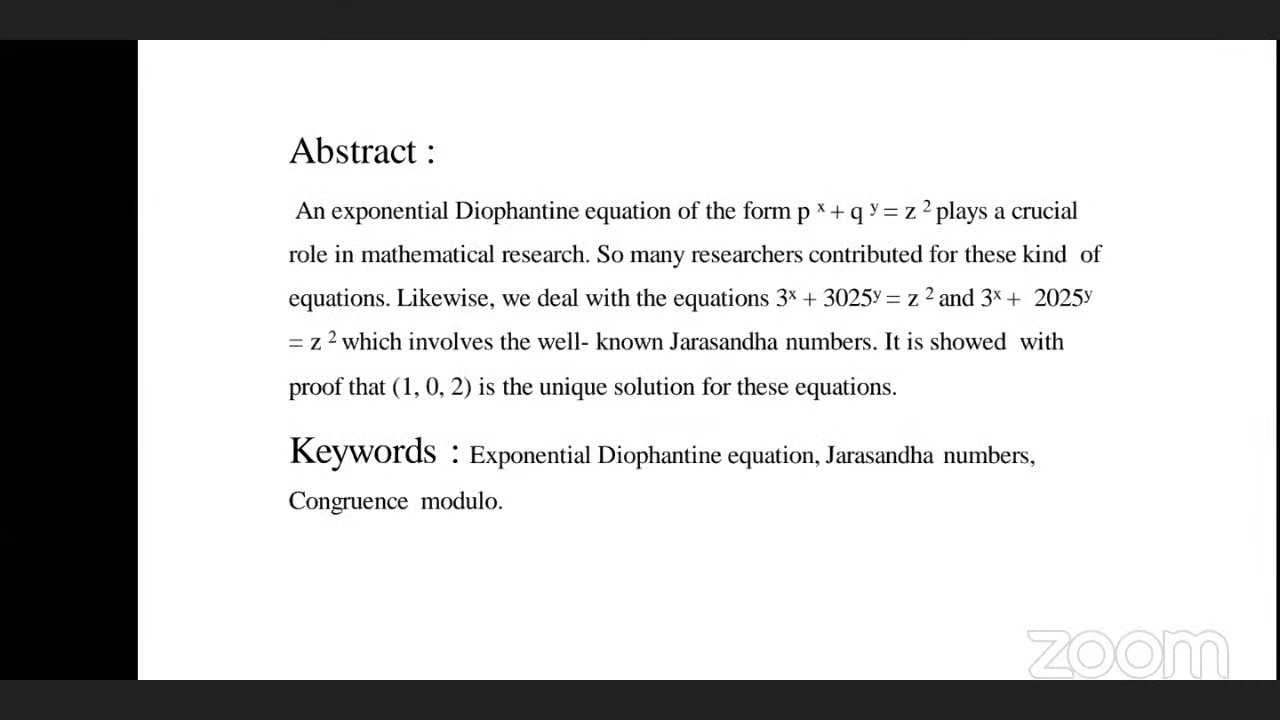 Abstract :
An exponential Diophantine equation of the form p ˣ + q ʸ = z ² plays a crucial
role in mathematical research. So many researchers contributed for these kind of
equations. Likewise, we deal with the equations 3ˣ + 3025ʸ = z ² and 3ˣ + 2025ʸ
= z ² which involves the well- known Jarasandha numbers. It is showed with
proof that (1, 0, 2) is the unique solution for these equations.
Keywords : Exponential Diophantine equation, Jarasandha numbers,
Congruence modulo.
zoom